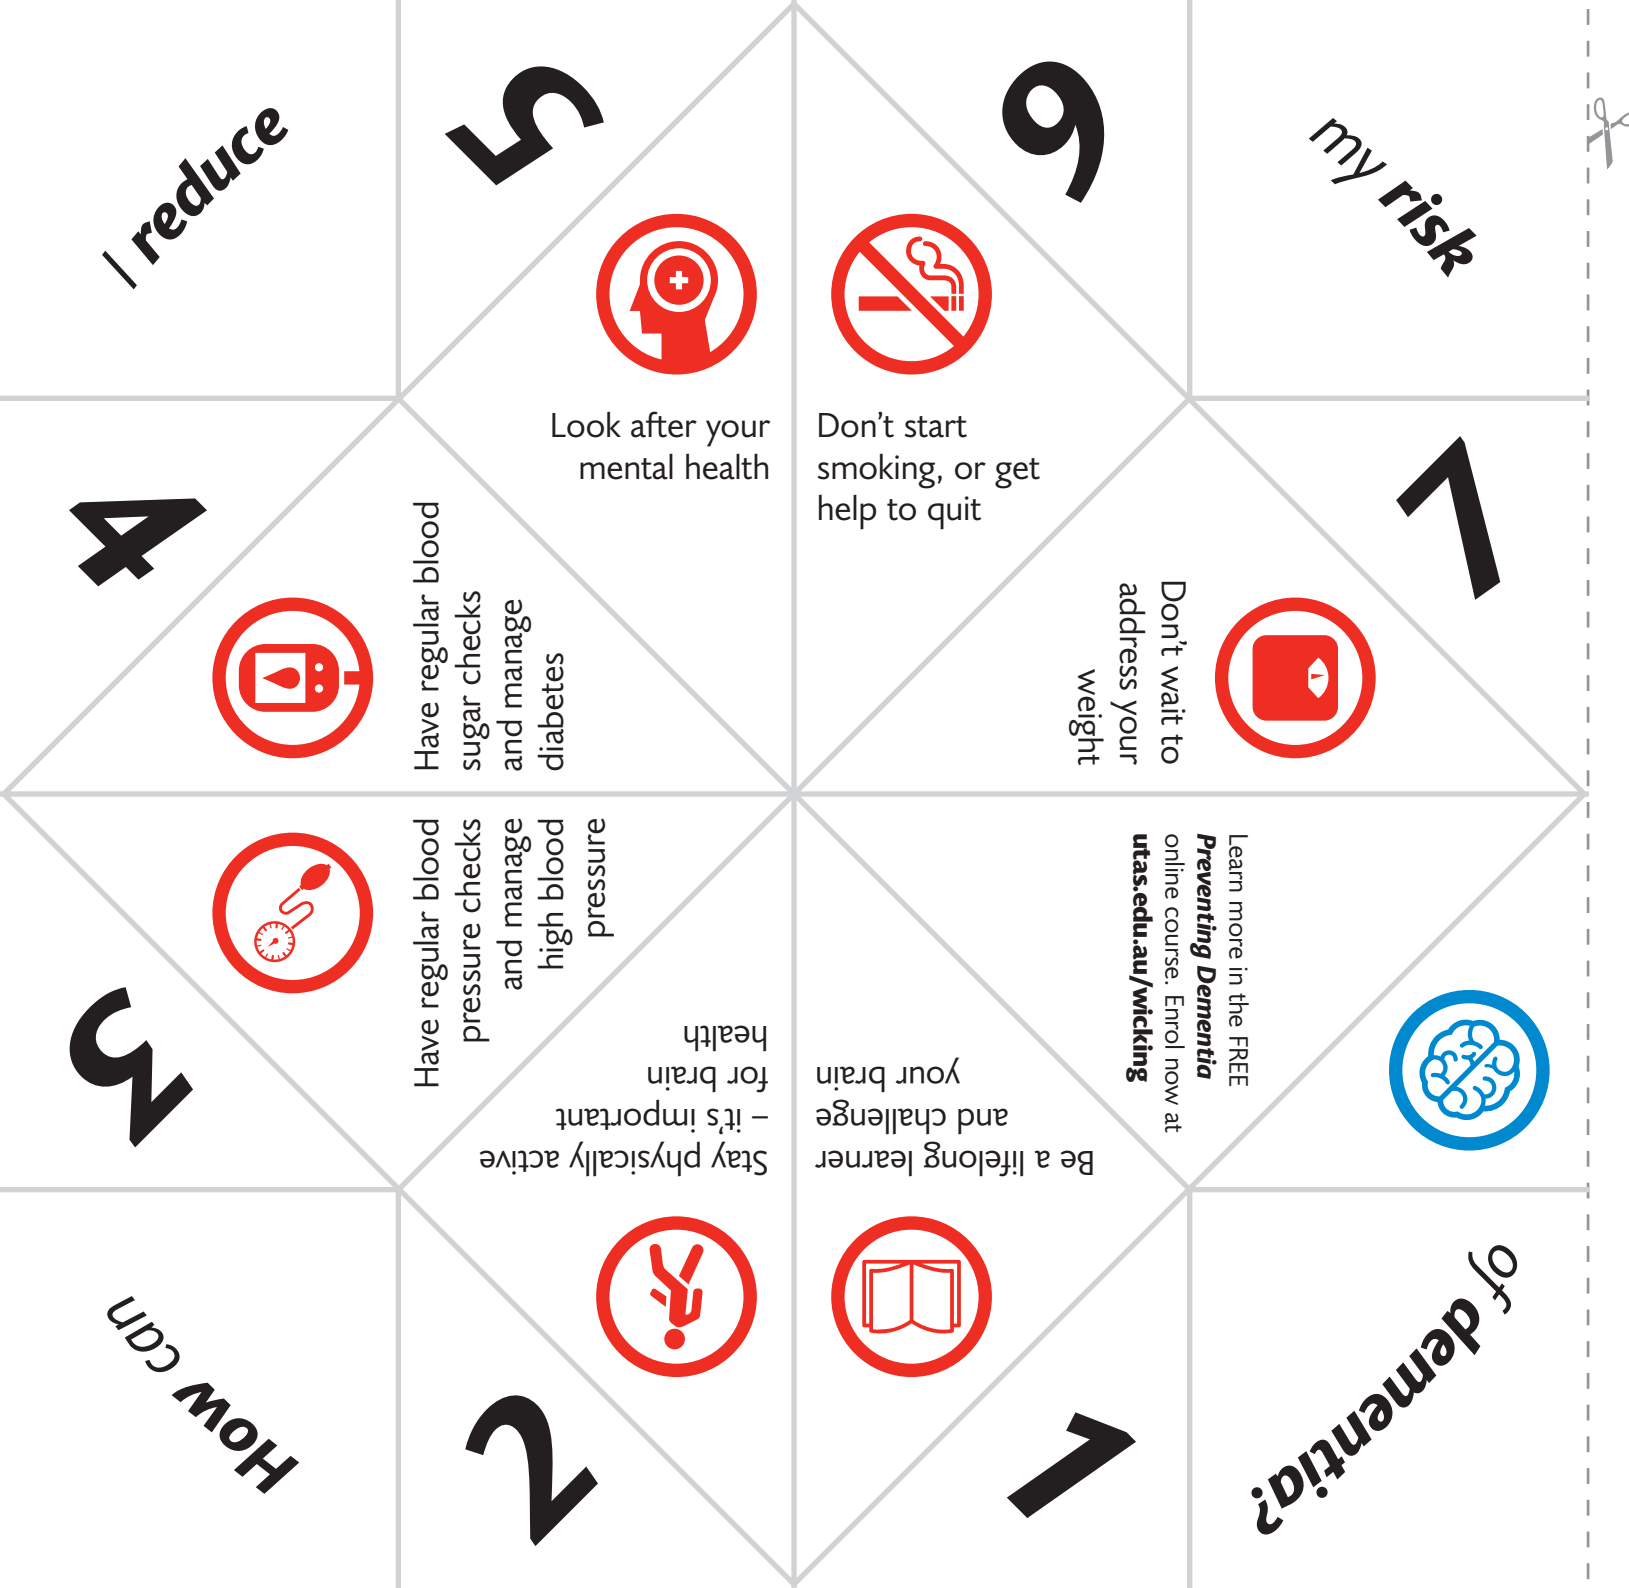 How can
I reduce
my risk
of dementia?
1
Be a lifelong learner
and challenge
your brain
2
Stay physically active
– it’s important
for brain
health
3
Have regular blood
pressure checks
and manage
high blood
pressure
4
Have regular blood
sugar checks
and manage
diabetes
5
Look after your
mental health
6
Don’t start
smoking, or get
help to quit
7
Don’t wait to
address your
weight
Learn more in the FREE
Preventing Dementia
online course. Enrol now at
utas.edu.au/wicking